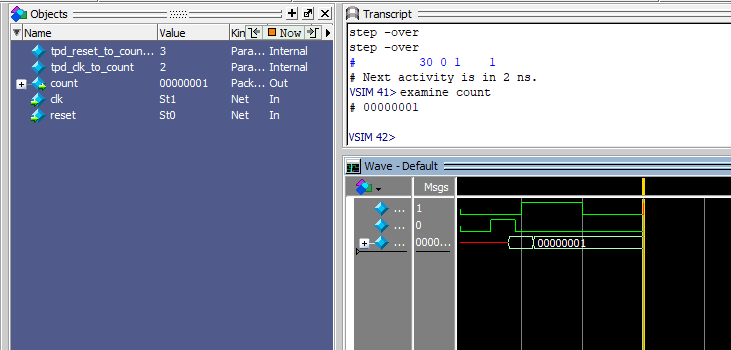 Objects
Name Value Kin Now
tpd_reset_to_coun... 3 Para... Internal
tpd_clk_to_count 2 Para... Internal
count 00000001 Pack... Out
clk St1 Net In
reset St0 Net In
Transcript
step -over
step -over
# 30 0 1 1
# Next activity is in 2 ns.
VSIM 41> examine count
# 00000001
VSIM 42>
Wave - Default
Msgs
... 1
... 0
... 0000... 00000001